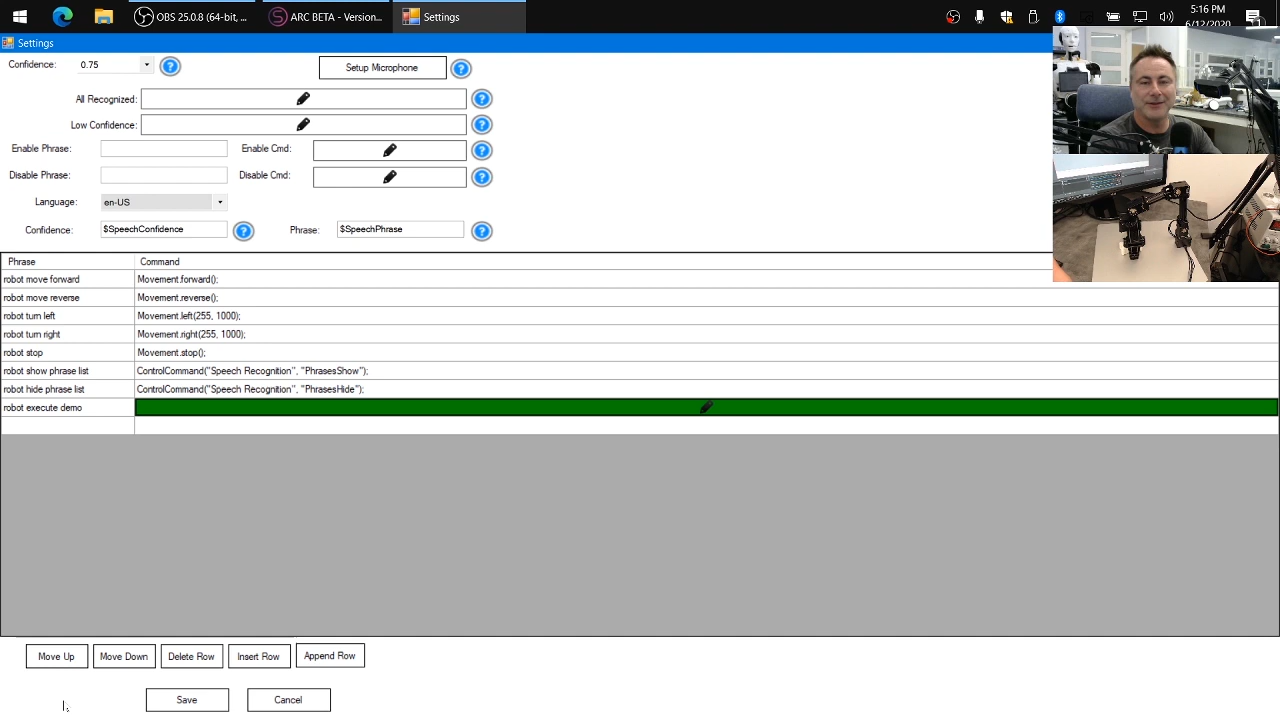 OBS 25.0.8 (64-bit, ...
ARC BETA - Version...
Settings
5:16 PM
6/12/2020
Settings
Confidence:
0.75
Setup Microphone
All Recognized:
Low Confidence:
Enable Phrase:
Enable Cmd:
Disable Phrase:
Disable Cmd:
Language:
en-US
Confidence:
$SpeechConfidence
Phrase:
$SpeechPhrase
Phrase Command
robot move forward Movement.forward();
robot move reverse Movement.reverse();
robot turn left Movement.left(255, 1000);
robot turn right Movement.right(255, 1000);
robot stop Movement.stop();
robot show phrase list ControlCommand("Speech Recognition", "PhrasesShow");
robot hide phrase list ControlCommand("Speech Recognition", "PhrasesHide");
robot execute demo
Move Up
Move Down
Delete Row
Insert Row
Append Row
Save
Cancel